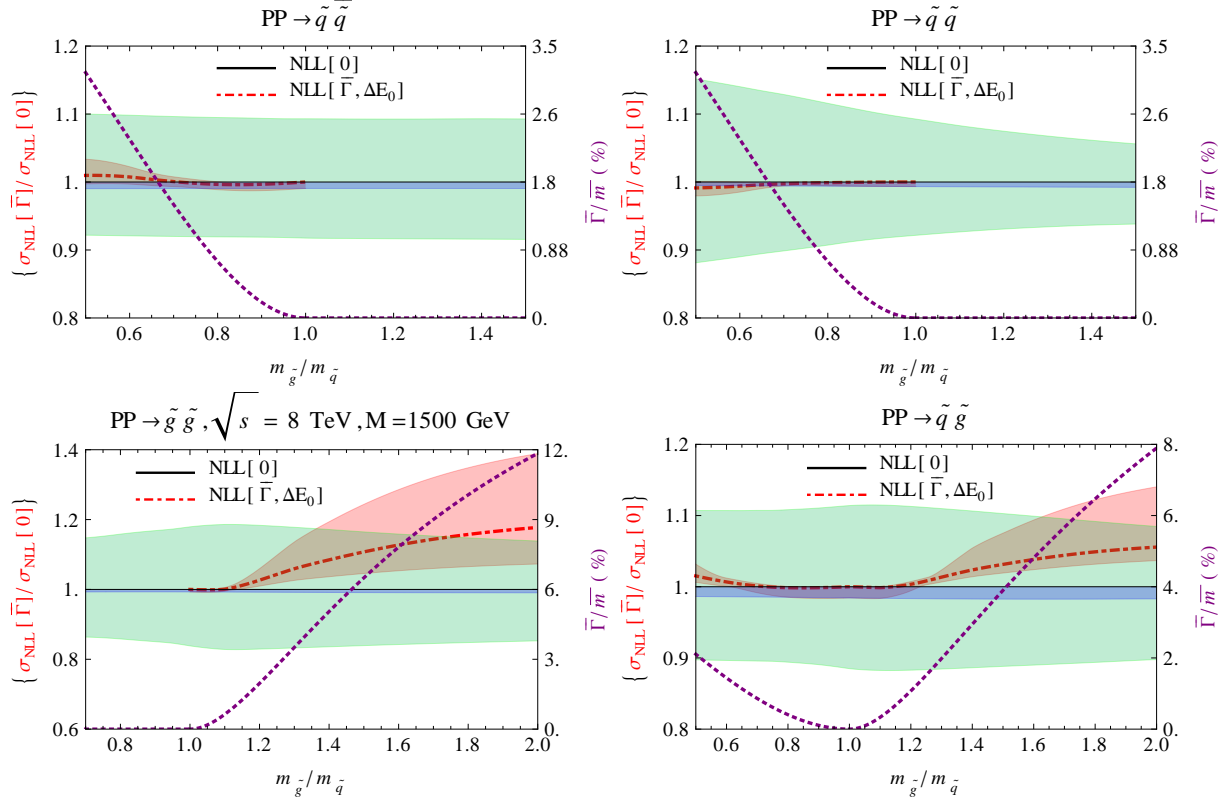 PP → q̃ q̃̅
1.2
1.1
1.
0.9
0.8
3.5
2.6
1.8
0.88
0.
NLL[ 0]
NLL[ Γ̅ , ΔE₀]
{ σ_NLL [ Γ̅]/ σ_NLL [ 0] }
Γ̅/m̅ ( %)
0.6 0.8 1.0 1.2 1.4
m_g̃ / m_q̃
PP → q̃ q̃
1.2
1.1
1.
0.9
0.8
3.5
2.6
1.8
0.88
0.
NLL[ 0]
NLL[ Γ̅ , ΔE₀]
{ σ_NLL [ Γ̅]/ σ_NLL [ 0] }
Γ̅/m̅ ( %)
0.6 0.8 1.0 1.2 1.4
m_g̃ / m_q̃
PP → g̃ g̃ , √s = 8 TeV , M = 1500 GeV
1.4
1.2
1.
0.8
0.6
12.
9.
6.
3.
0.
NLL[ 0]
NLL[ Γ̅ , ΔE₀]
{ σ_NLL [ Γ̅]/ σ_NLL [ 0] }
Γ̅/m̅ ( %)
0.8 1.0 1.2 1.4 1.6 1.8 2.0
m_g̃ / m_q̃
PP → q̃ g̃
1.2
1.1
1.
0.9
0.8
8.
6.
4.
2.
0.
NLL[ 0]
NLL[ Γ̅ , ΔE₀]
{ σ_NLL [ Γ̅]/ σ_NLL [ 0] }
Γ̅/m̅ ( %)
0.6 0.8 1.0 1.2 1.4 1.6 1.8 2.0
m_g̃ / m_q̃